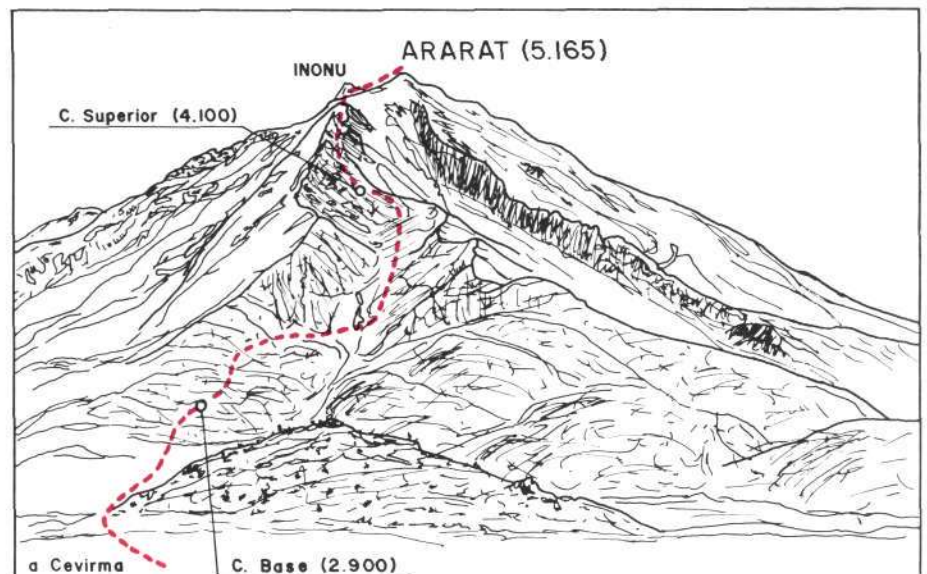 ARARAT (5.165)
INONU
C. Superior (4.100)
a Cevirma
C. Base (2.900)